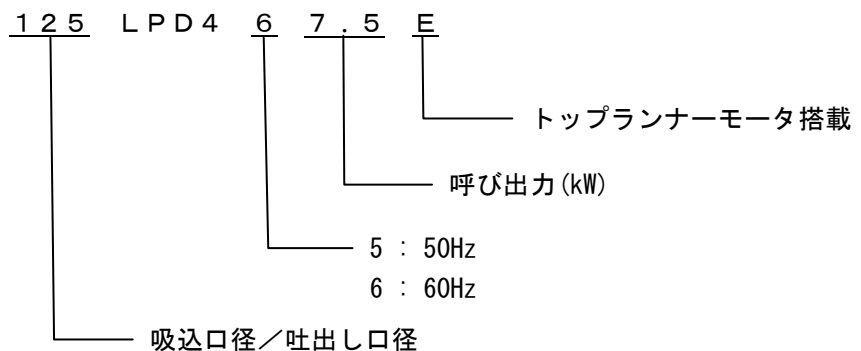 125 LPD4 6 7.5 E
トップランナーモータ搭載
呼び出力(kW)
5 : 50Hz
6 : 60Hz
吸込口径／吐出し口径